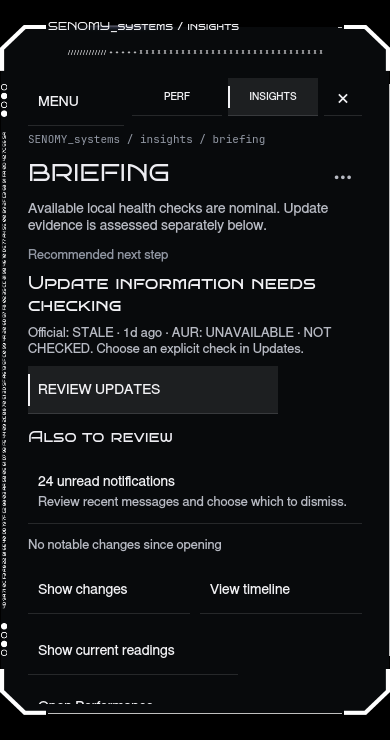 SENOMY_systems / insights
MENU
PERF
INSIGHTS
×
SENOMY_systems / insights / briefing
BRIEFING
...
Available local health checks are nominal. Update
evidence is assessed separately below.
Recommended next step
Update information needs
checking
Official: STALE · 1d ago · AUR: UNAVAILABLE · NOT
CHECKED. Choose an explicit check in Updates.
REVIEW UPDATES
Also to review
24 unread notifications
Review recent messages and choose which to dismiss.
No notable changes since opening
Show changes
View timeline
Show current readings
Open Performance